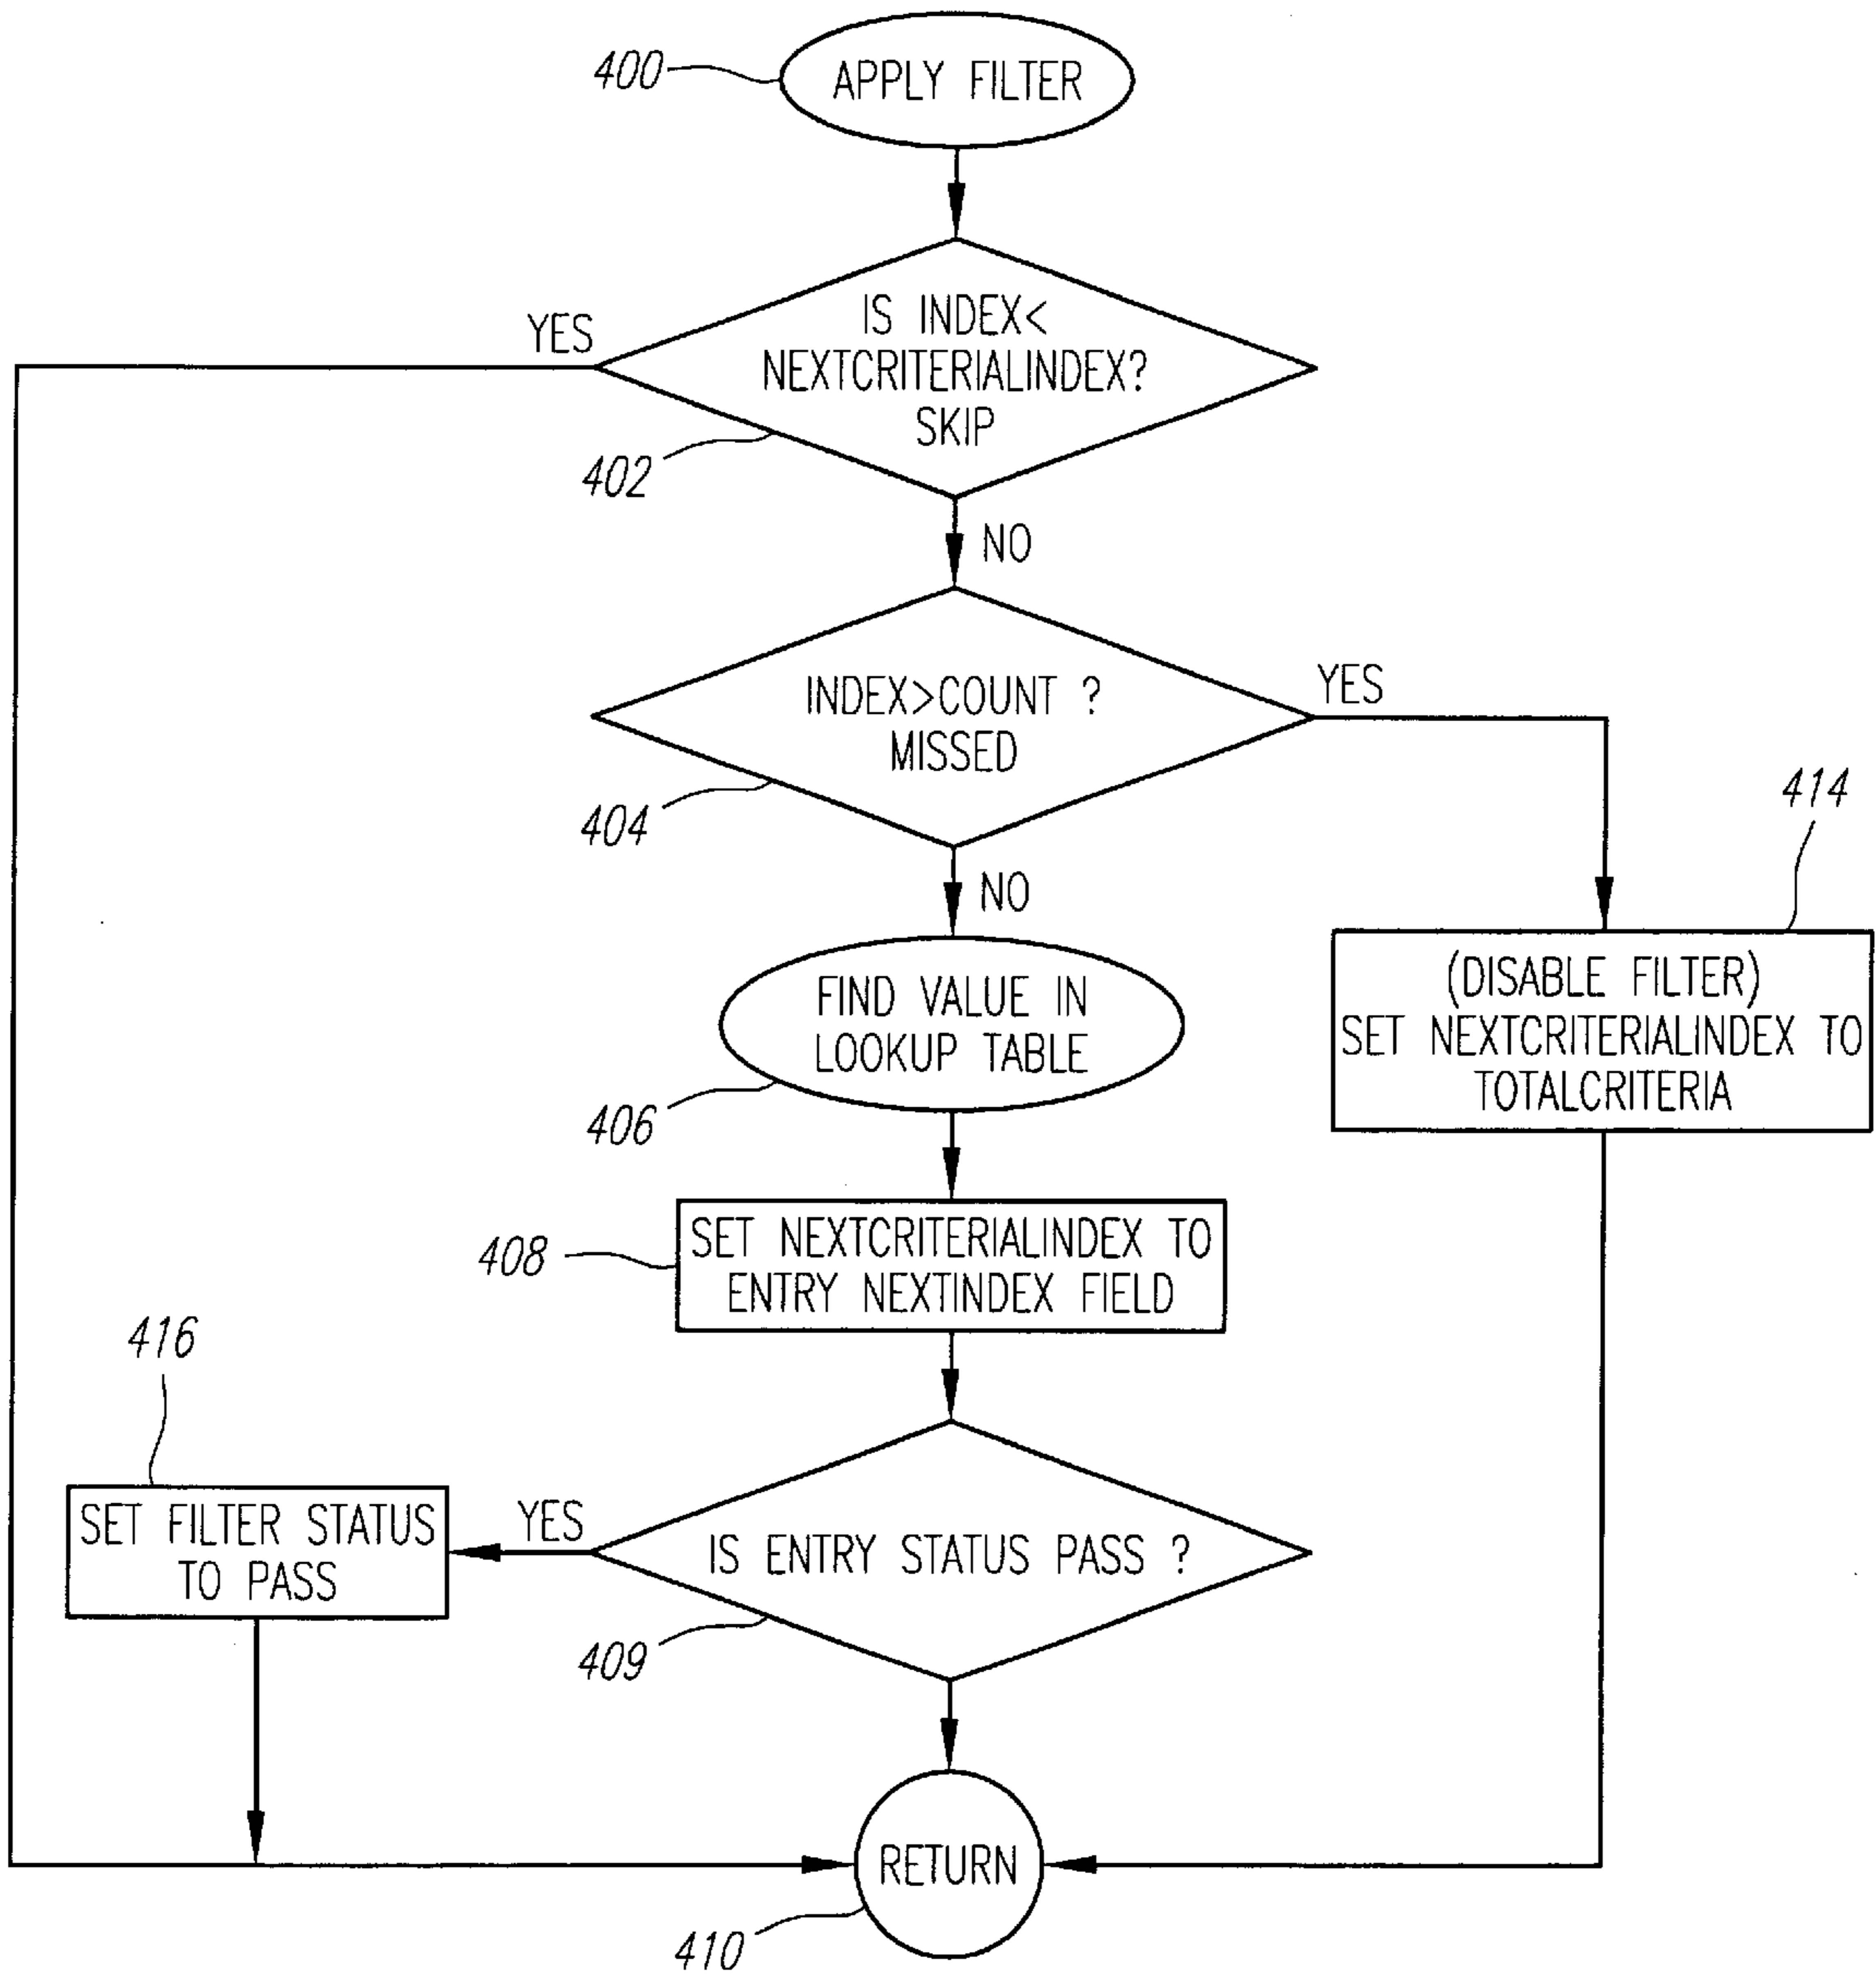 400
APPLY FILTER
YES
IS INDEX<
NEXTCRITERIALINDEX?
SKIP
402
NO
INDEX>COUNT ?
MISSED
YES
404
414
NO
FIND VALUE IN
LOOKUP TABLE
406
(DISABLE FILTER)
SET NEXTCRITERIALINDEX TO
TOTALCRITERIA
408
SET NEXTCRITERIALINDEX TO
ENTRY NEXTINDEX FIELD
416
SET FILTER STATUS
TO PASS
YES
IS ENTRY STATUS PASS ?
409
RETURN
410